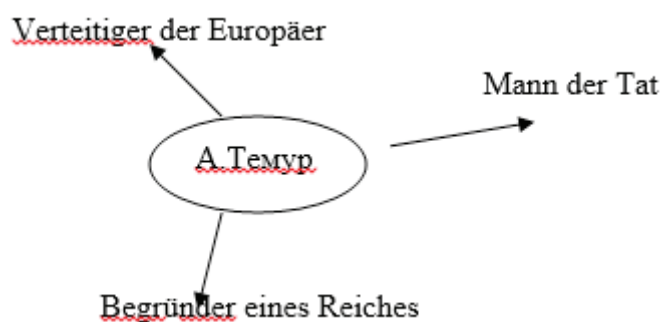 Verteitiger der Europäer
Mann der Tat
А.Темур
Begründer eines Reiches